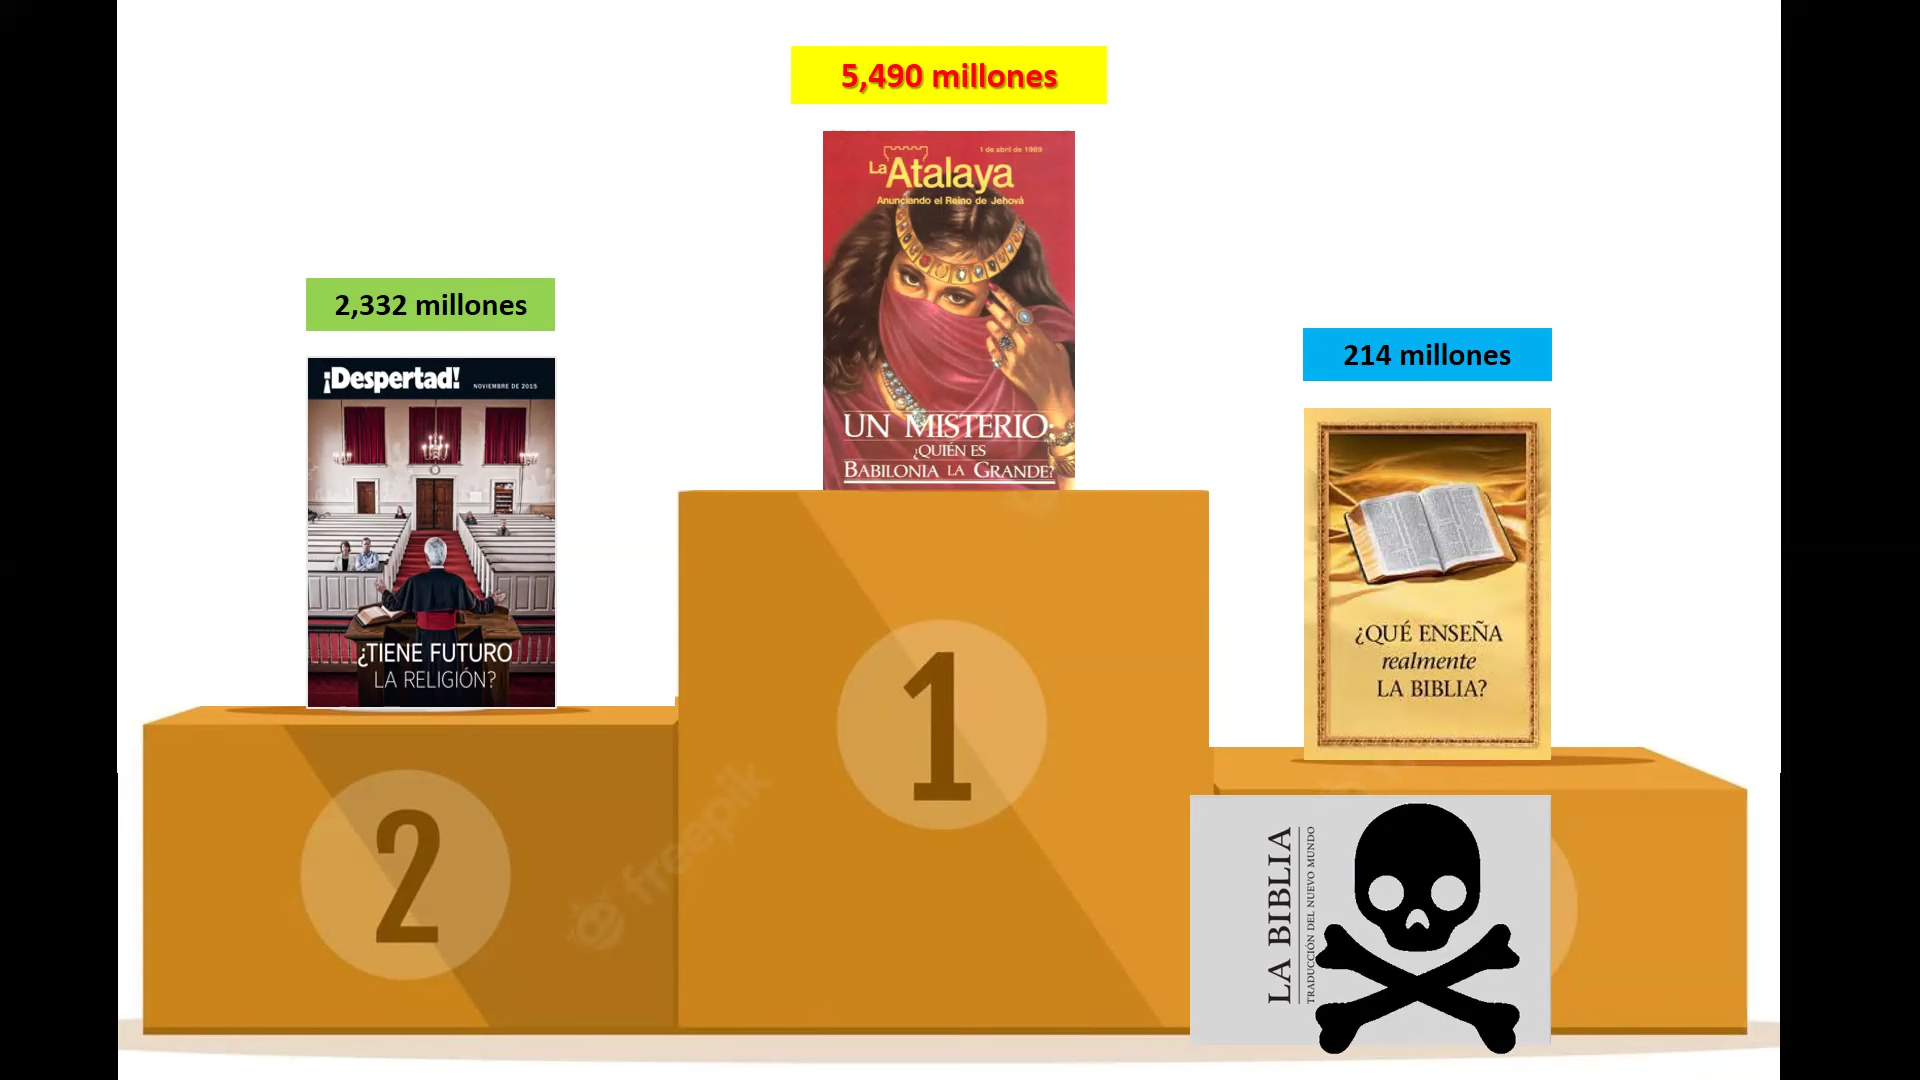 5,490 millones
1 de abril de 1989
La Atalaya
Anunciando el Reino de Jehová
UN MISTERIO:
¿QUIÉN ES
BABILONIA LA GRANDE?
2,332 millones
¡Despertad!
NOVIEMBRE DE 2015
¿TIENE FUTURO
LA RELIGIÓN?
214 millones
¿QUÉ ENSEÑA
realmente
LA BIBLIA?
1
2
freepik
LA BIBLIA
TRADUCCIÓN DEL NUEVO MUNDO